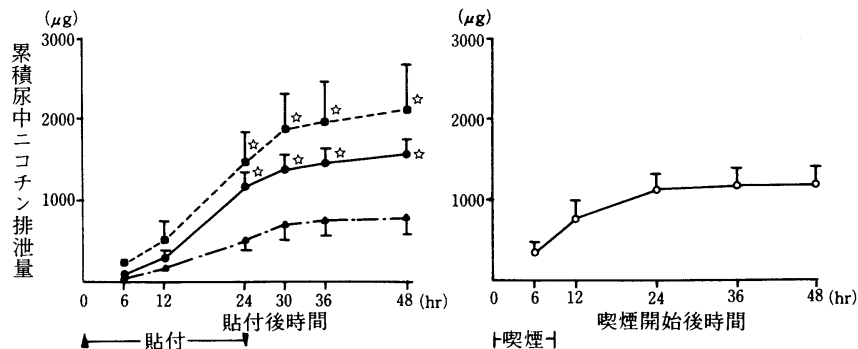 (μg)
3000
2000
1000
累積尿中ニコチン排泄量
0 6 12 24 30 36 48 (hr)
貼付後時間
貼付
(μg)
3000
2000
1000
0 6 12 24 36 48 (hr)
喫煙開始後時間
喫煙